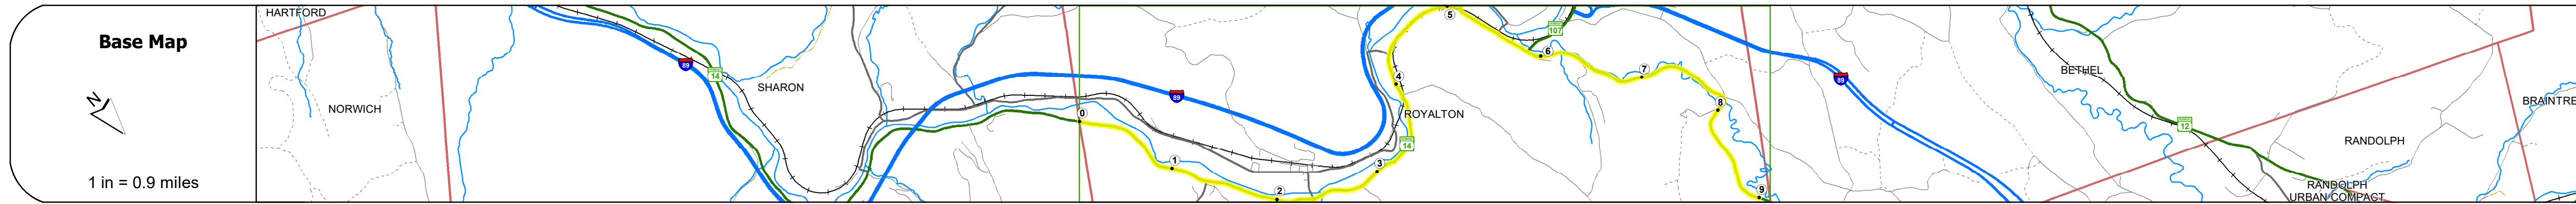 Base Map
N
1 in = 0.9 miles
HARTFORD
NORWICH
89
14
SHARON
0
1
2
3
89
4
14
ROYALTON
5
6
107
7
8
9
89
BETHEL
12
RANDOLPH
RANDOLPH
URBAN COMPACT
BRAINTRE